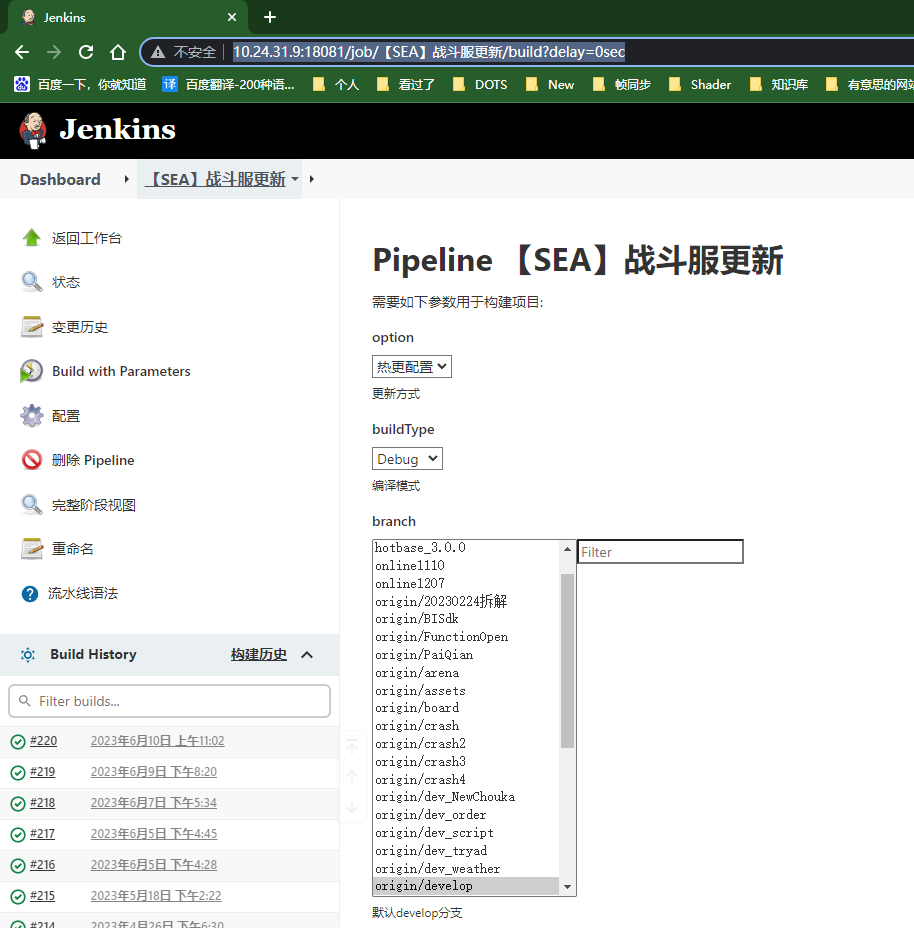 Jenkins
不安全 10.24.31.9:18081/job/【SEA】战斗服更新/build?delay=0sec
百度一下，你就知道 译 百度翻译-200种语... 个人 看过了 DOTS New 帧同步 Shader 知识库 有意思的网站
Jenkins
Dashboard 【SEA】战斗服更新
返回工作台
状态
变更历史
Build with Parameters
配置
删除 Pipeline
完整阶段视图
重命名
流水线语法
Build History 构建历史
Filter builds...
#220 2023年6月10日 上午11:02
#219 2023年6月9日 下午8:20
#218 2023年6月7日 下午5:34
#217 2023年6月5日 下午4:45
#216 2023年6月5日 下午4:28
#215 2023年5月18日 下午2:22
#214 2023年4月26日 下午6:30
Pipeline 【SEA】战斗服更新
需要如下参数用于构建项目:
option
热更配置
更新方式
buildType
Debug
编译模式
branch
Filter
hotbase_3.0.0
online1110
online1207
origin/20230224拆解
origin/BISdk
origin/FunctionOpen
origin/PaiQian
origin/arena
origin/assets
origin/board
origin/crash
origin/crash2
origin/crash3
origin/crash4
origin/dev_NewChouka
origin/dev_order
origin/dev_script
origin/dev_tryad
origin/dev_weather
origin/develop
默认develop分支